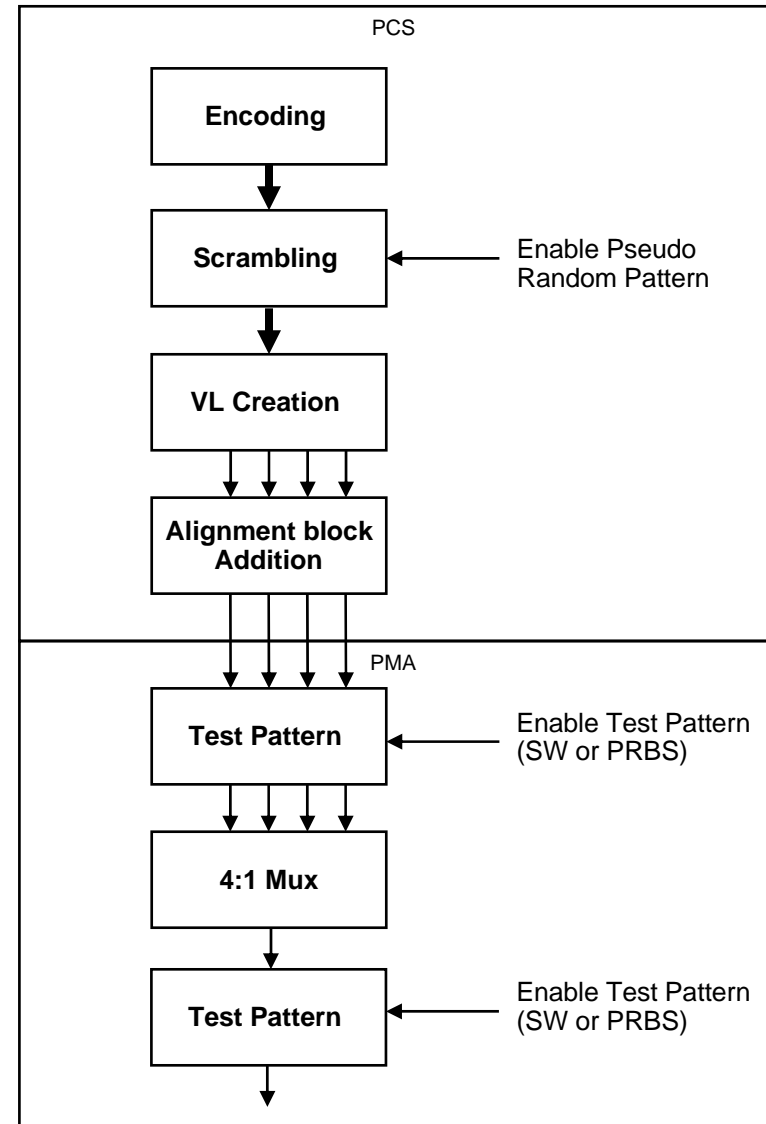 PCS
Encoding
Scrambling
Enable Pseudo
Random Pattern
VL Creation
Alignment block
Addition
PMA
Test Pattern
Enable Test Pattern
(SW or PRBS)
4:1 Mux
Test Pattern
Enable Test Pattern
(SW or PRBS)